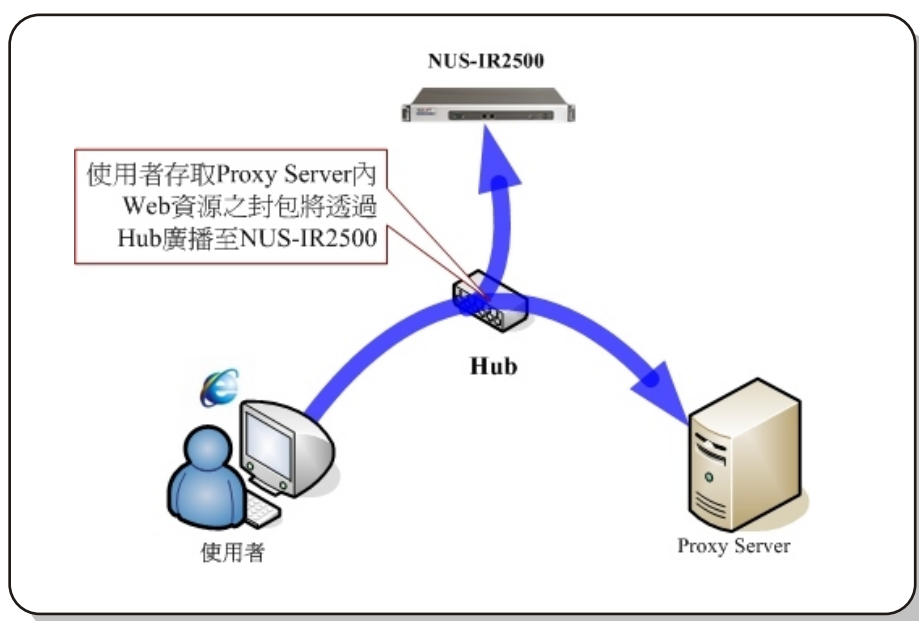 NUS-IR2500
使用者存取Proxy Server內
Web資源之封包將透過
Hub廣播至NUS-IR2500
Hub
使用者
Proxy Server